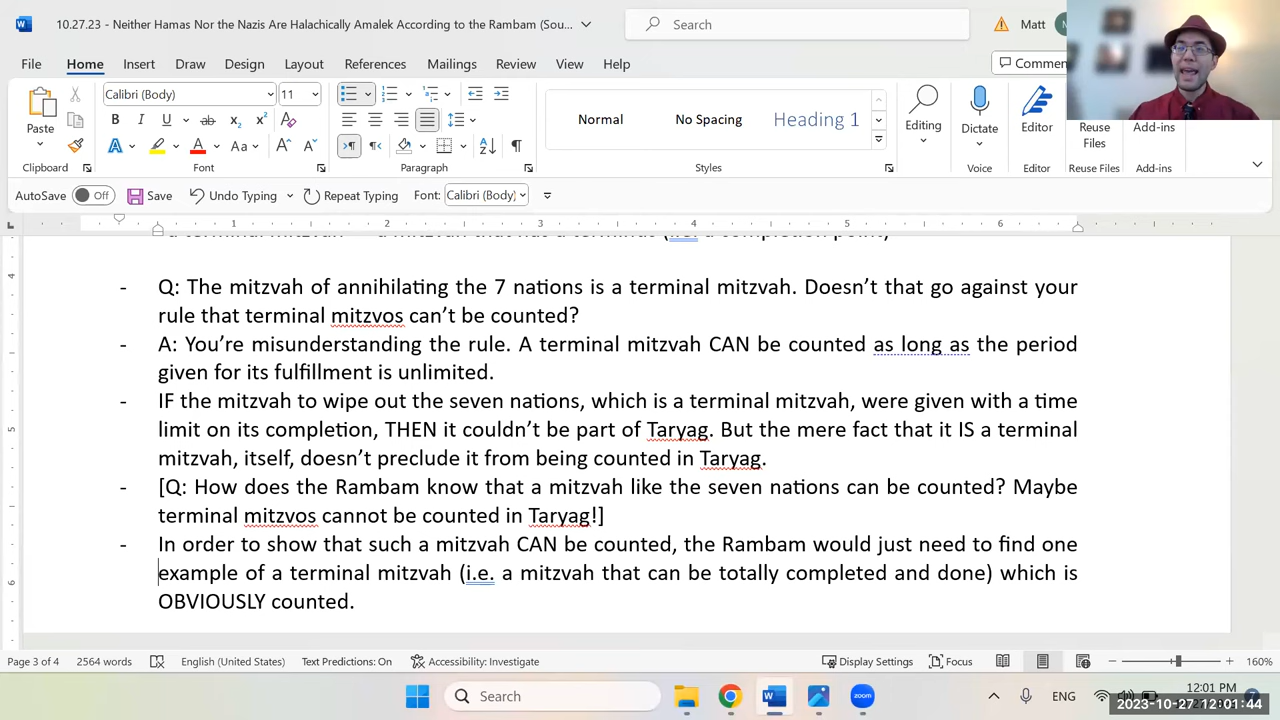 10.27.23 - Neither Hamas Nor the Nazis Are Halachically Amalek According to the Rambam (Sou...
Search
Matt
File Home Insert Draw Design Layout References Mailings Review View Help
Calibri (Body) 11
Paste
Normal No Spacing Heading 1
Editing
Dictate
Editor
Reuse Files
Add-ins
Clipboard Font Paragraph Styles Voice Editor Reuse Files Add-ins
AutoSave Off Save Undo Typing Repeat Typing Font: Calibri (Body)
1 2 3 4 5 6
- Q: The mitzvah of annihilating the 7 nations is a terminal mitzvah. Doesn’t that go against your
rule that terminal mitzvos can’t be counted?
- A: You’re misunderstanding the rule. A terminal mitzvah CAN be counted as long as the period
given for its fulfillment is unlimited.
- IF the mitzvah to wipe out the seven nations, which is a terminal mitzvah, were given with a time
limit on its completion, THEN it couldn’t be part of Taryag. But the mere fact that it IS a terminal
mitzvah, itself, doesn’t preclude it from being counted in Taryag.
- [Q: How does the Rambam know that a mitzvah like the seven nations can be counted? Maybe
terminal mitzvos cannot be counted in Taryag!]
- In order to show that such a mitzvah CAN be counted, the Rambam would just need to find one
example of a terminal mitzvah (i.e. a mitzvah that can be totally completed and done) which is
OBVIOUSLY counted.
Page 3 of 4 2564 words English (United States) Text Predictions: On Accessibility: Investigate Display Settings Focus 160%
Search ENG 12:01 PM
2023-10-27 12:01:44